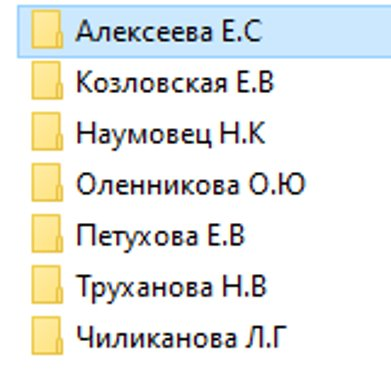 Алексеева Е.С
Козловская Е.В
Наумовец Н.К
Оленникова О.Ю
Петухова Е.В
Труханова Н.В
Чиликанова Л.Г